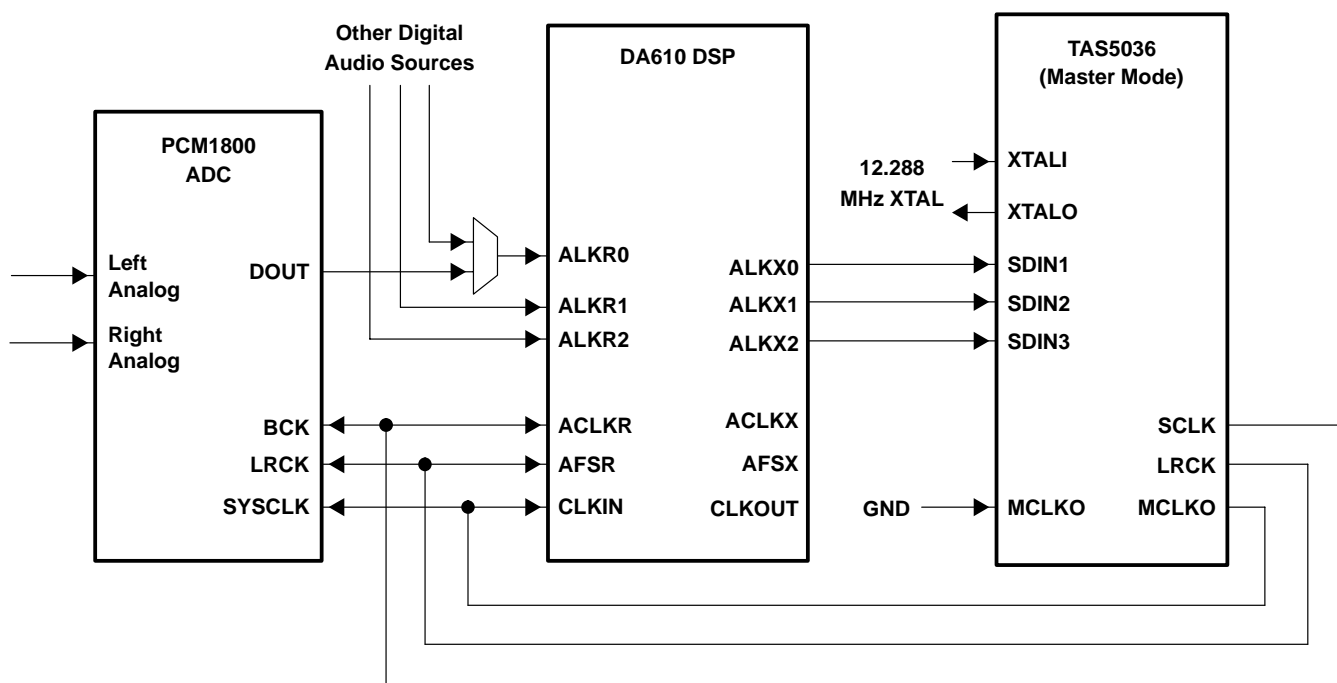 Other Digital
Audio Sources
PCM1800
ADC
Left
Analog
Right
Analog
DOUT
BCK
LRCK
SYSCLK
DA610 DSP
ALKR0
ALKR1
ALKR2
ACLKR
AFSR
CLKIN
ALKX0
ALKX1
ALKX2
ACLKX
AFSX
CLKOUT
12.288
MHz XTAL
GND
TAS5036
(Master Mode)
XTALI
XTALO
SDIN1
SDIN2
SDIN3
MCLKO
SCLK
LRCK
MCLKO